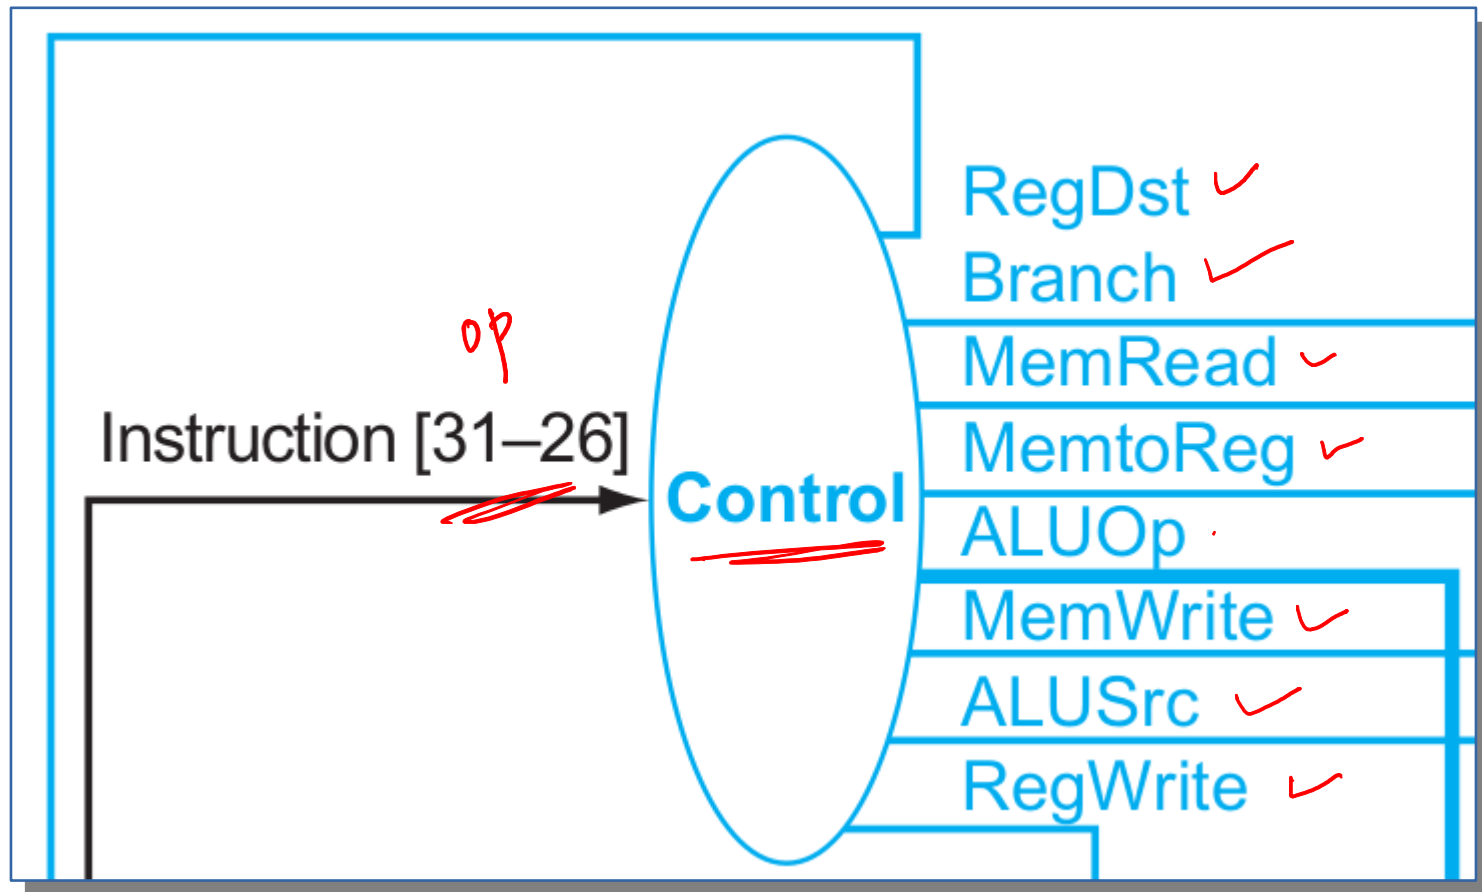 RegDst
Branch
op
MemRead
Instruction [31–26]
MemtoReg
Control
ALUOp
MemWrite
ALUSrc
RegWrite